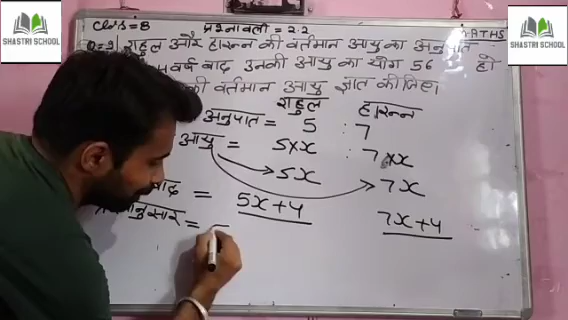 SHASTRI SCHOOL
SHASTRI SCHOOL
Class=8 प्रश्नावली=2.2 MATHS
राहुल और हारुन की वर्तमान आयु का अनुपात
वर्ष बाद उनकी आयु का योग 56 हो
की वर्तमान आयु ज्ञात कीजिए।
राहुल हारुन
अनुपात = 5 : 7
आयु = 5×x : 7×x
5x 7x
बाद = 5x+4 7x+4
नुसार =